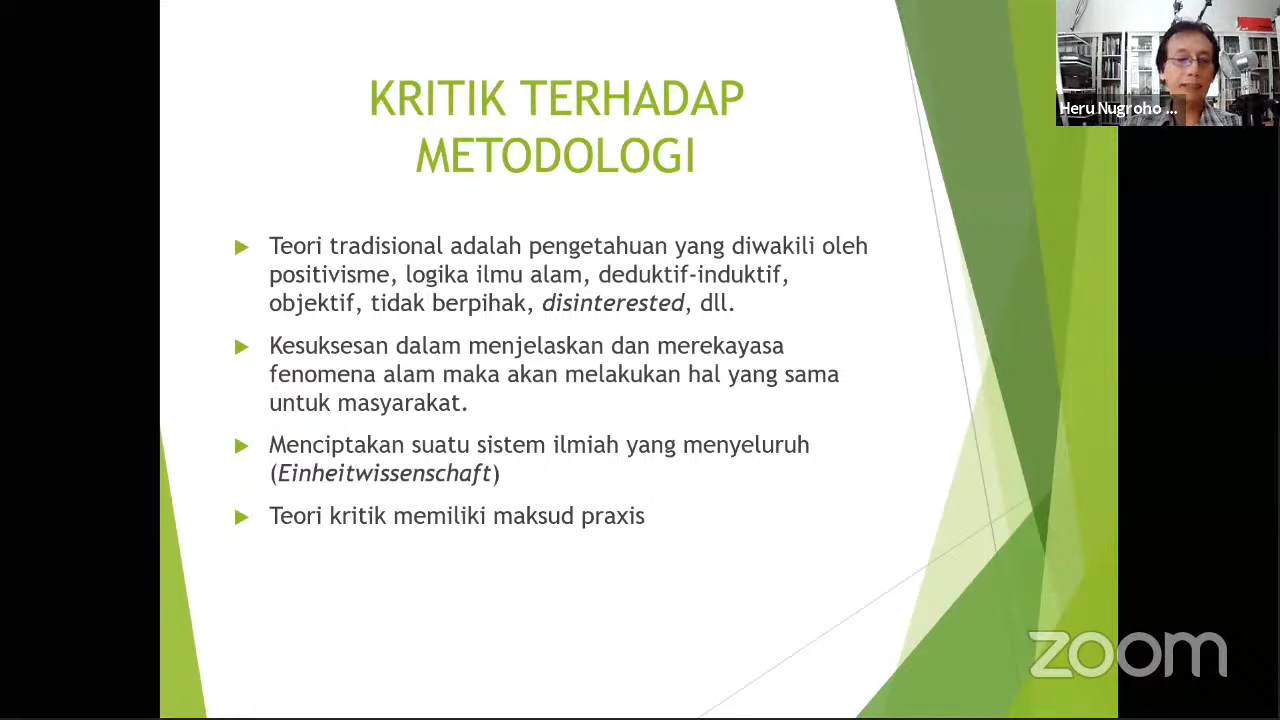 KRITIK TERHADAP
METODOLOGI
Teori tradisional adalah pengetahuan yang diwakili oleh
positivisme, logika ilmu alam, deduktif-induktif,
objektif, tidak berpihak, disinterested, dll.
Kesuksesan dalam menjelaskan dan merekayasa
fenomena alam maka akan melakukan hal yang sama
untuk masyarakat.
Menciptakan suatu sistem ilmiah yang menyeluruh
(Einheitwissenschaft)
Teori kritik memiliki maksud praxis
Heru Nugroho ...
zoom